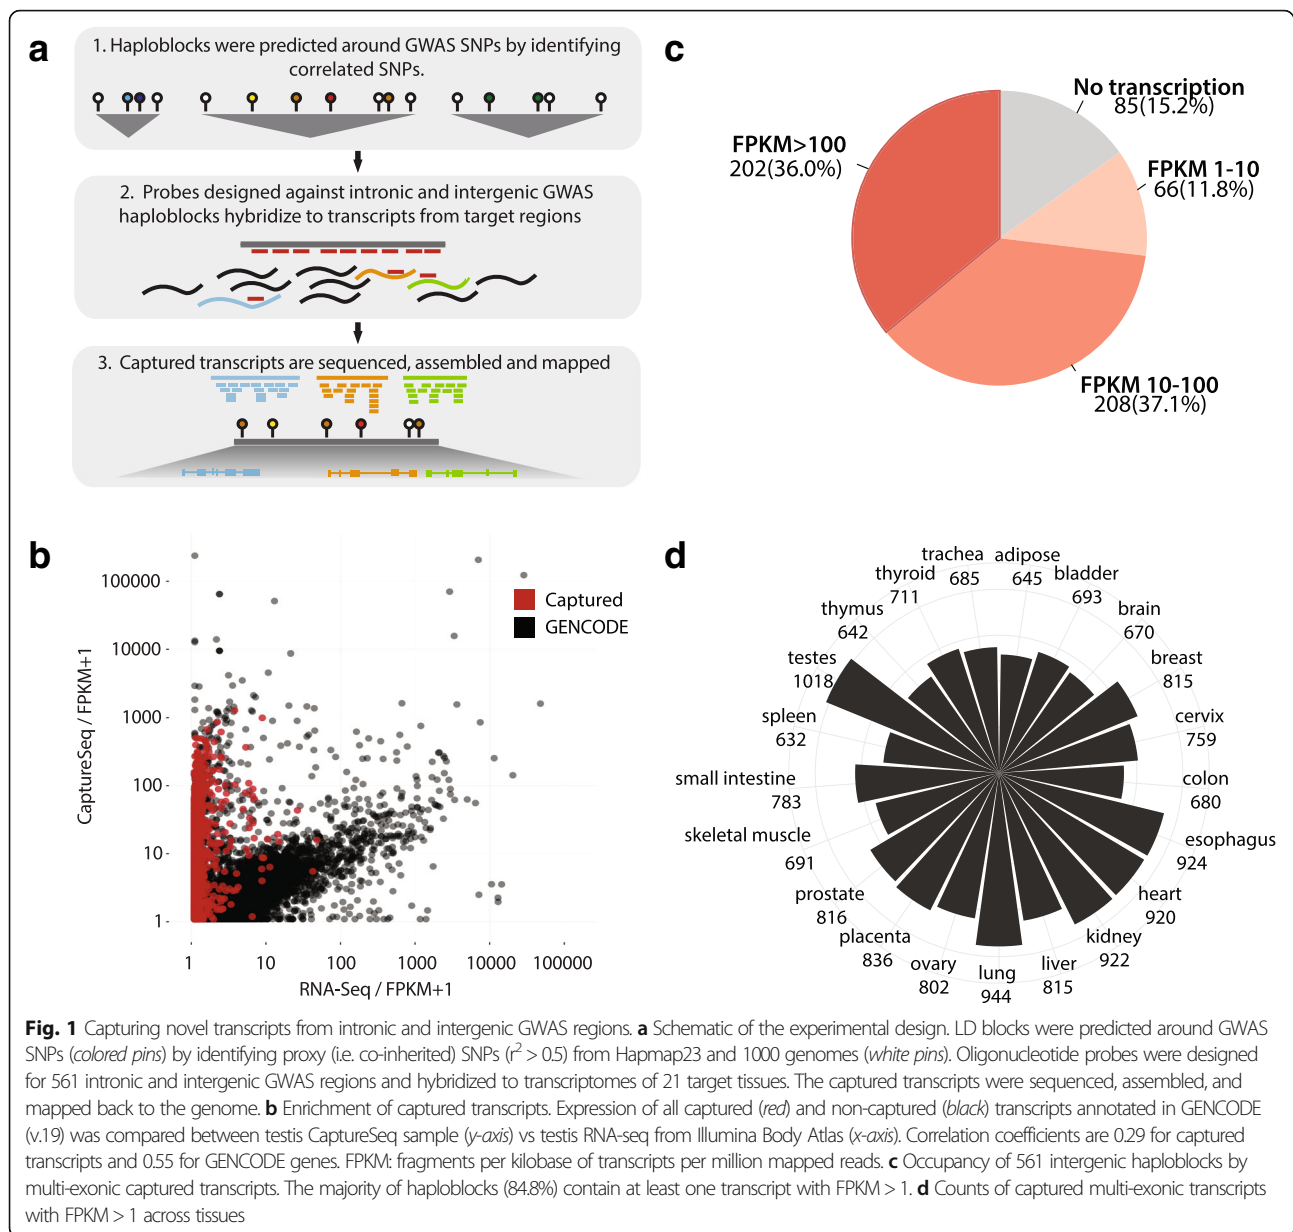 a
1. Haploblocks were predicted around GWAS SNPs by identifying
correlated SNPs.
2. Probes designed against intronic and intergenic GWAS
haploblocks hybridize to transcripts from target regions
3. Captured transcripts are sequenced, assembled and mapped
c
No transcription
85(15.2%)
FPKM 1-10
66(11.8%)
FPKM 10-100
208(37.1%)
FPKM>100
202(36.0%)
b
CaptureSeq / FPKM+1
100000
10000
1000
100
10
1
1 10 100 1000 10000 100000
RNA-Seq / FPKM+1
Captured
GENCODE
d
adipose
645
bladder
693
brain
670
breast
815
cervix
759
colon
680
esophagus
924
heart
920
kidney
922
liver
815
lung
944
ovary
802
placenta
836
prostate
816
skeletal muscle
691
small intestine
783
spleen
632
testes
1018
thymus
642
thyroid
711
trachea
685
Fig. 1 Capturing novel transcripts from intronic and intergenic GWAS regions. a Schematic of the experimental design. LD blocks were predicted around GWAS
SNPs (colored pins) by identifying proxy (i.e. co-inherited) SNPs (r² > 0.5) from Hapmap23 and 1000 genomes (white pins). Oligonucleotide probes were designed
for 561 intronic and intergenic GWAS regions and hybridized to transcriptomes of 21 target tissues. The captured transcripts were sequenced, assembled, and
mapped back to the genome. b Enrichment of captured transcripts. Expression of all captured (red) and non-captured (black) transcripts annotated in GENCODE
(v.19) was compared between testis CaptureSeq sample (y-axis) vs testis RNA-seq from Illumina Body Atlas (x-axis). Correlation coefficients are 0.29 for captured
transcripts and 0.55 for GENCODE genes. FPKM: fragments per kilobase of transcripts per million mapped reads. c Occupancy of 561 intergenic haploblocks by
multi-exonic captured transcripts. The majority of haploblocks (84.8%) contain at least one transcript with FPKM > 1. d Counts of captured multi-exonic transcripts
with FPKM > 1 across tissues